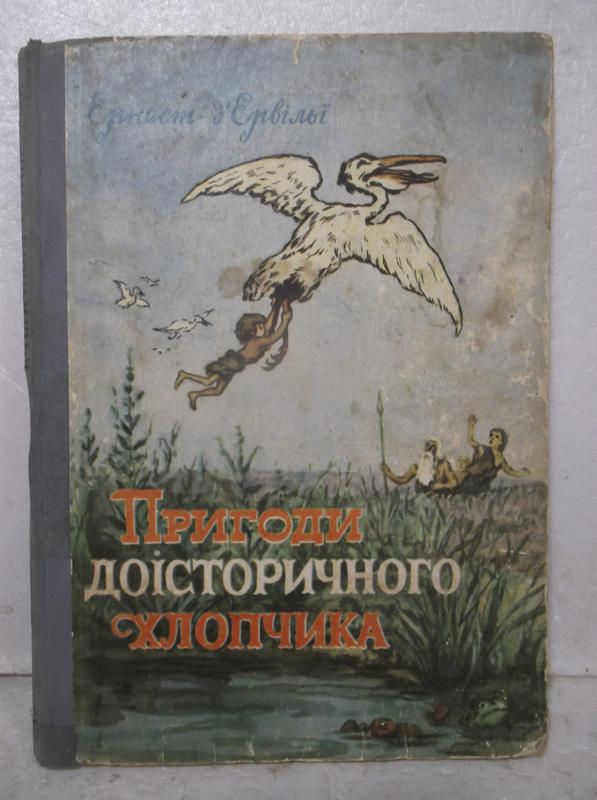 Ернест д'Ервільї
Пригоди
доісторичного
хлопчика